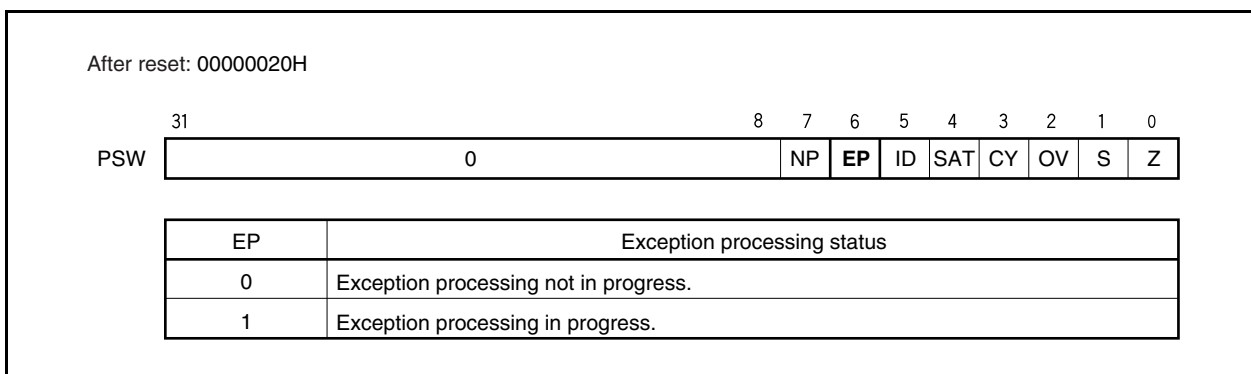 After reset: 00000020H
31 8 7 6 5 4 3 2 1 0
PSW 0 NP EP ID SAT CY OV S Z
EP Exception processing status
0 Exception processing not in progress.
1 Exception processing in progress.